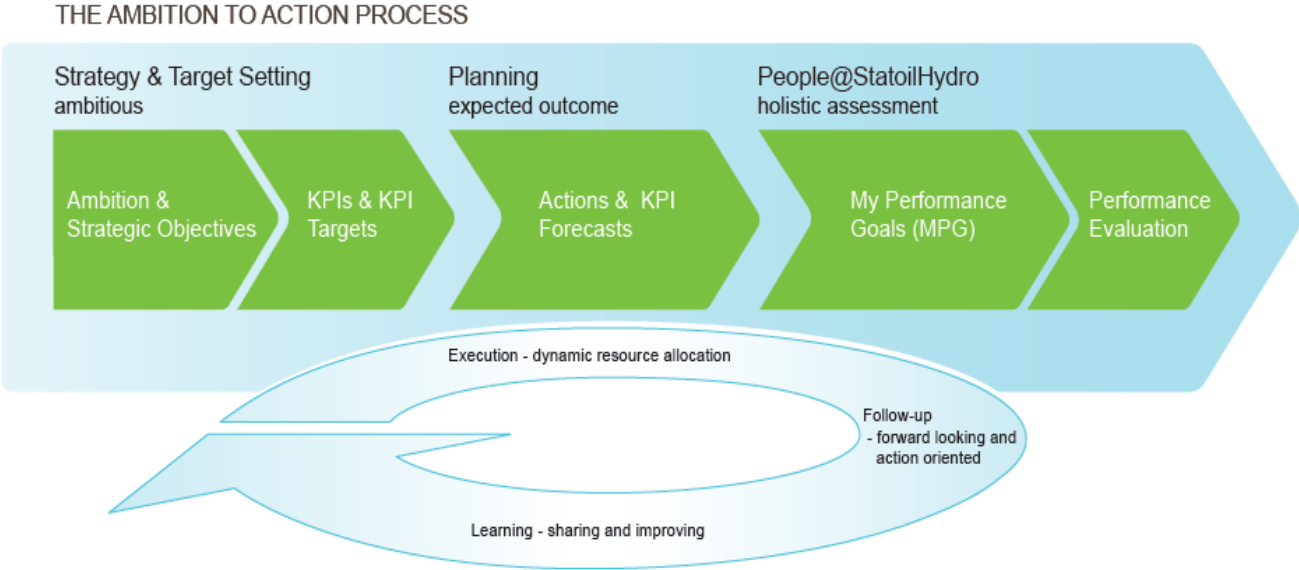 THE AMBITION TO ACTION PROCESS
Strategy & Target Setting
ambitious
Planning
expected outcome
People@StatoilHydro
holistic assessment
Ambition &
Strategic Objectives
KPIs & KPI
Targets
Actions & KPI
Forecasts
My Performance
Goals (MPG)
Performance
Evaluation
Execution - dynamic resource allocation
Follow-up
- forward looking and
action oriented
Learning - sharing and improving